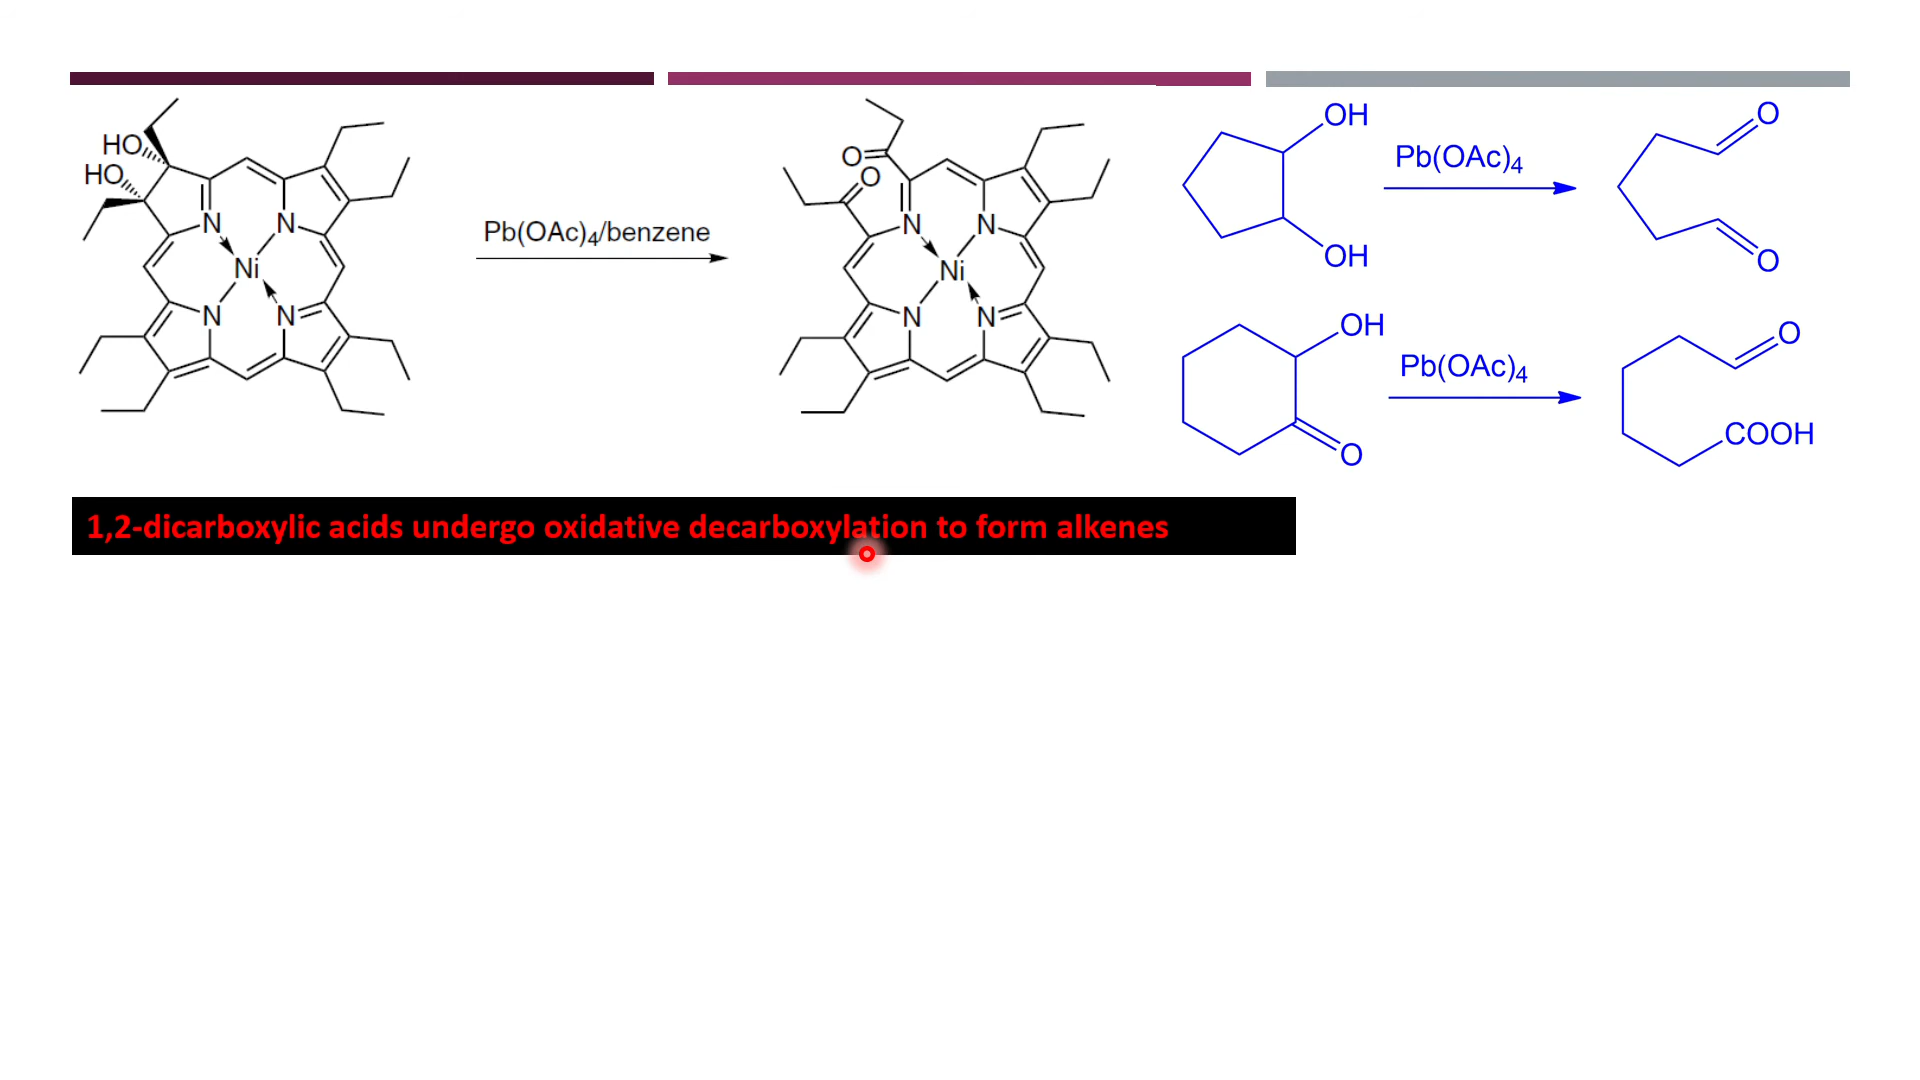 HO
HO
N
N
Ni
N
N
Pb(OAc)₄/benzene
O
O
N
N
Ni
N
N
OH
OH
Pb(OAc)₄
O
O
OH
O
Pb(OAc)₄
O
COOH
1,2-dicarboxylic acids undergo oxidative decarboxylation to form alkenes